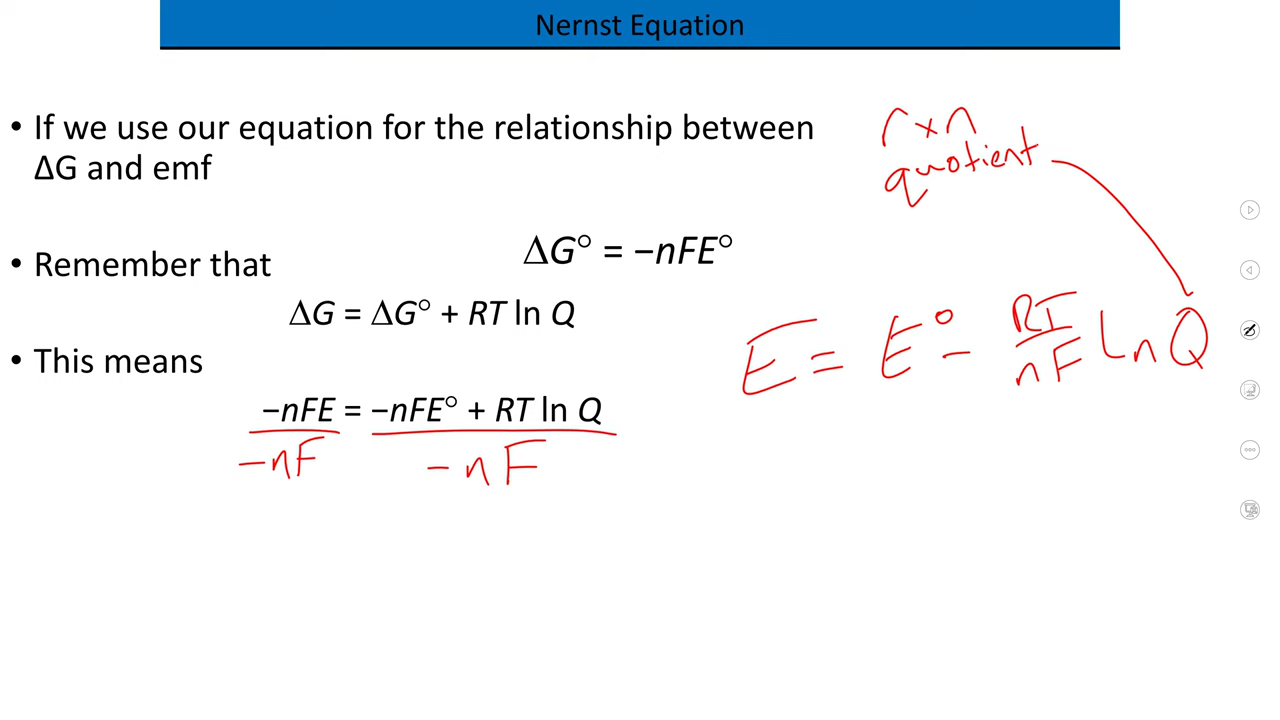 Nernst Equation
• If we use our equation for the relationship between
ΔG and emf
ΔG° = −nFE°
• Remember that
ΔG = ΔG° + RT ln Q
• This means
−nFE = −nFE° + RT ln Q
−nF −nF
rxn
quotient
E = E° − RT/nF ln Q